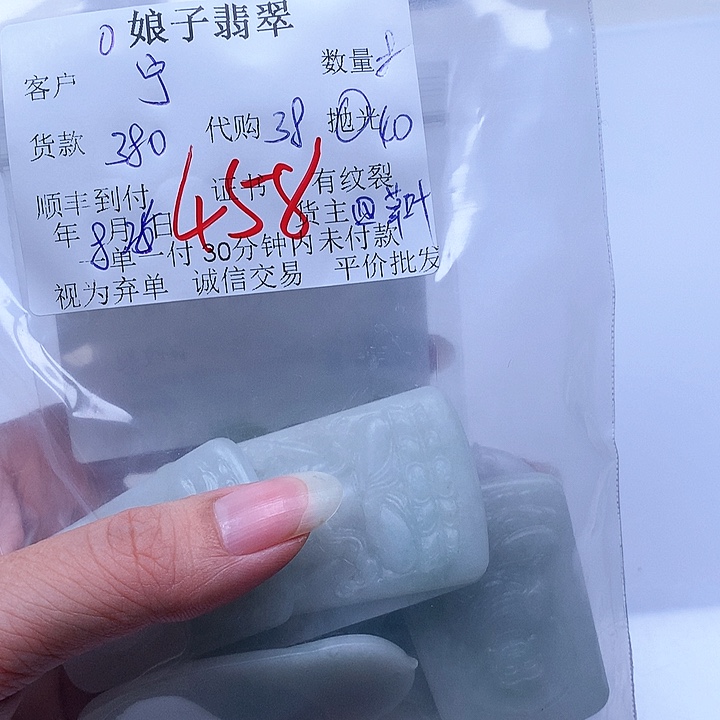 0 娘子翡翠
客户 宁 数量 8
货款 380 代购 38 抛光 40
顺丰到付 证书 有纹裂
458
年 8月26日 货主 四草叶
一单一付 30分钟内未付款
视为弃单 诚信交易 平价批发